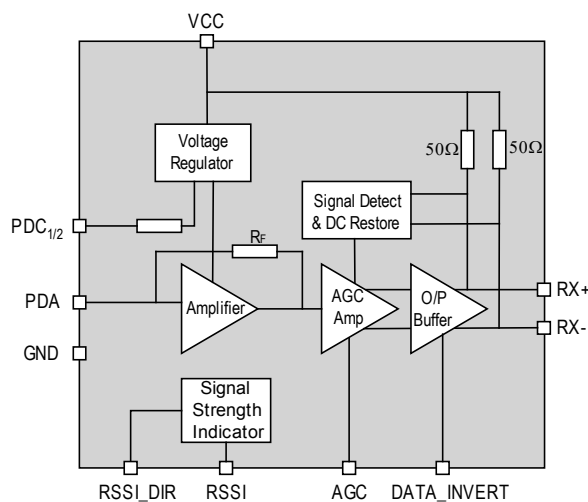 VCC
Voltage
Regulator
50Ω
50Ω
Signal Detect
& DC Restore
PDC1/2
RF
PDA
Amplifier
AGC
Amp
O/P
Buffer
RX+
RX-
GND
Signal
Strength
Indicator
RSSI_DIR
RSSI
AGC
DATA_INVERT